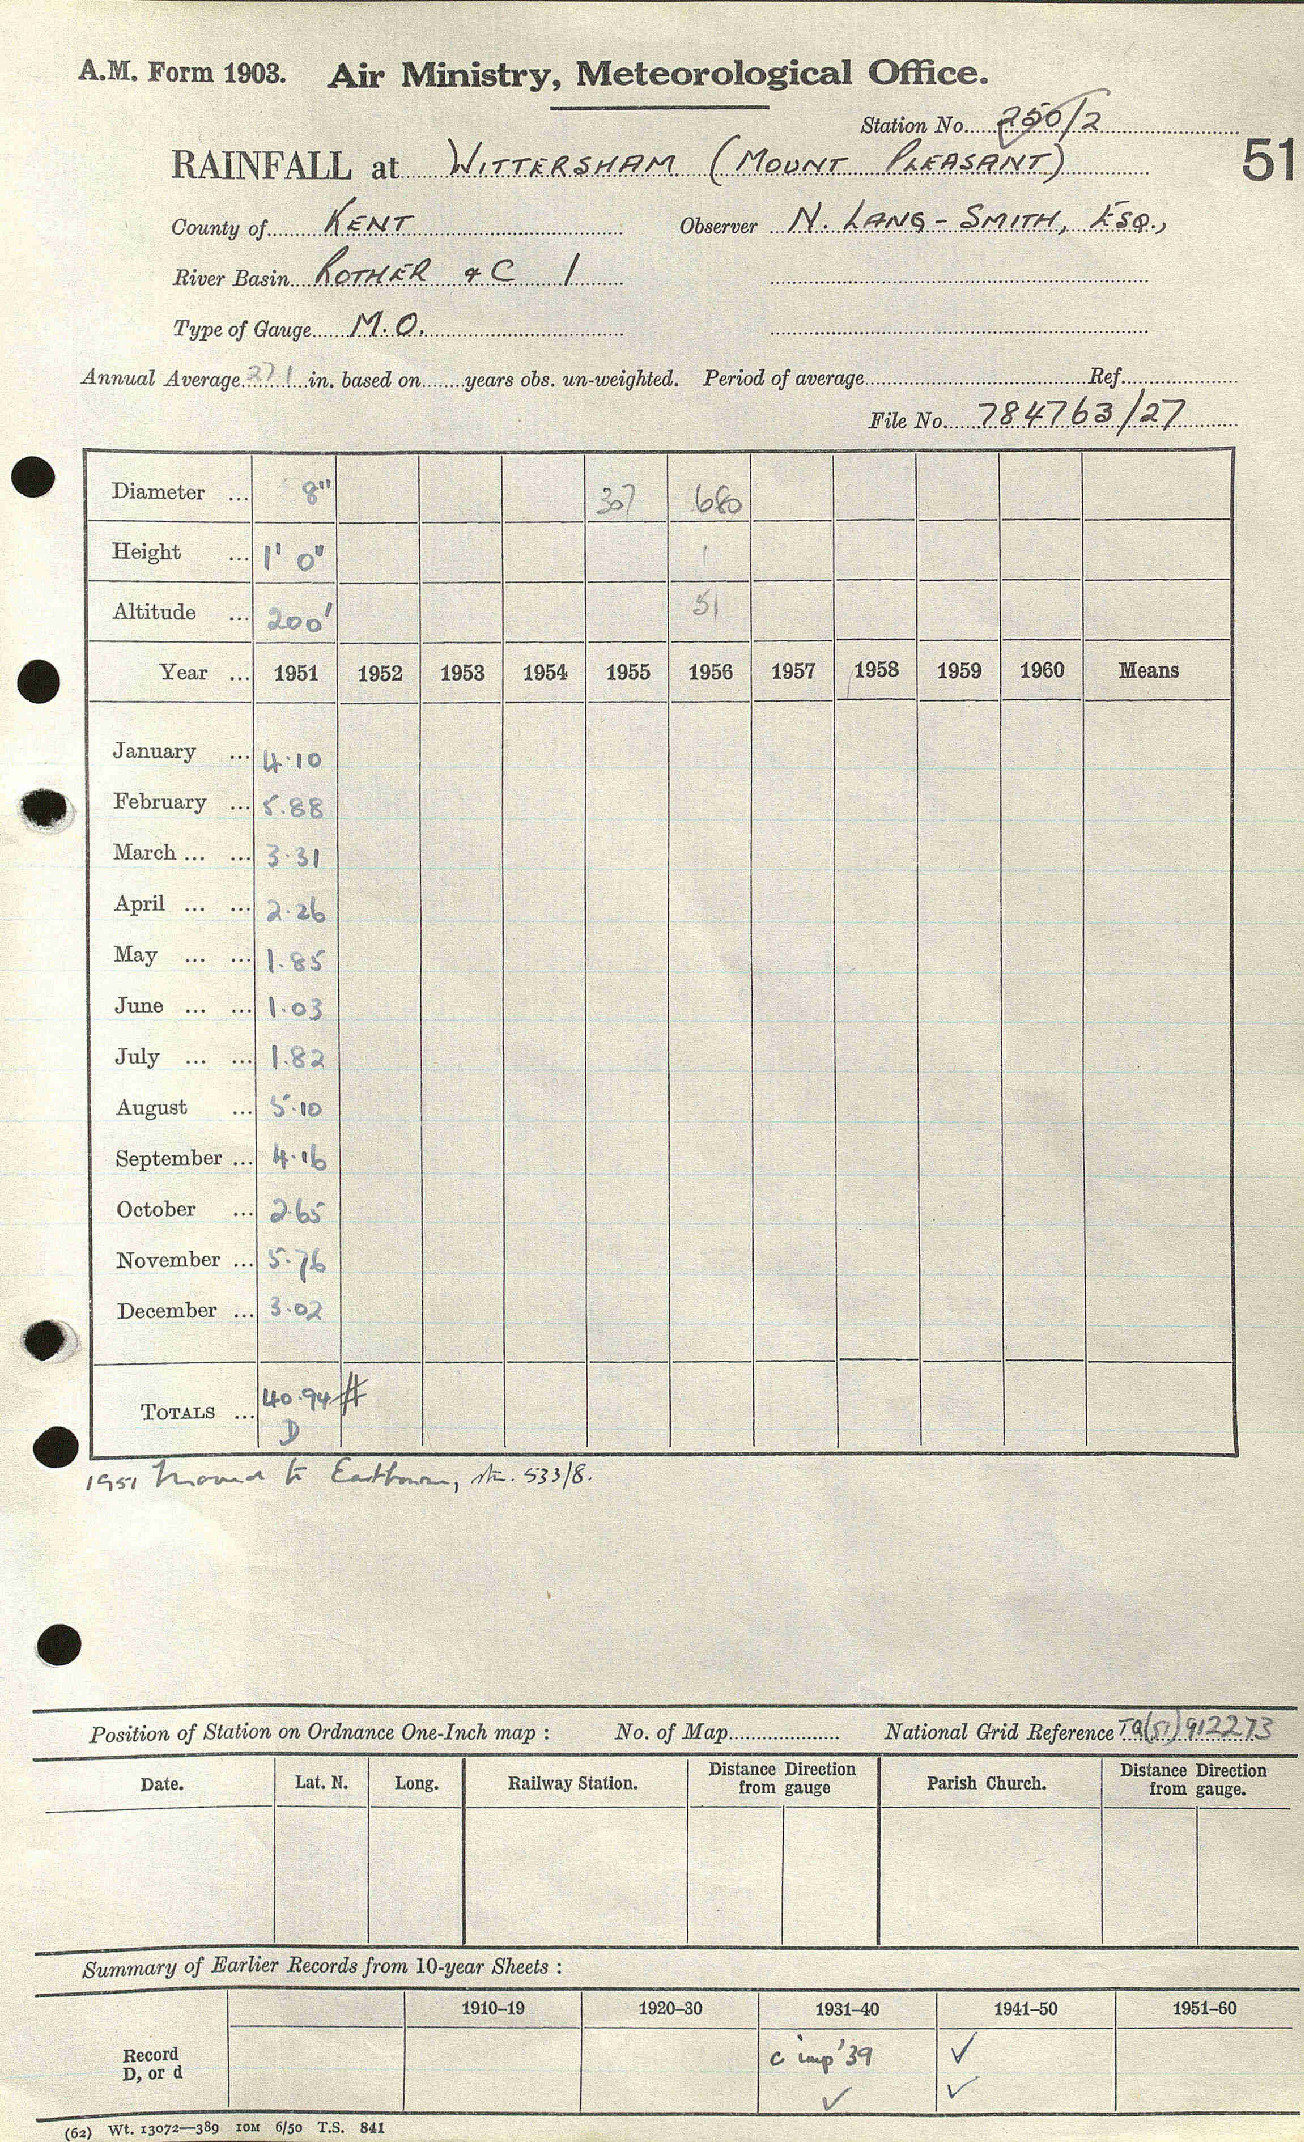 A.M. Form 1903. Air Ministry, Meteorological Office.
Station No. 250/2
RAINFALL at WITTERSHAM (MOUNT PLEASANT) 51
County of KENT Observer N. LANG-SMITH, ESQ.,
River Basin ROTHER & C 1
Type of Gauge M.O.
Annual Average 27 1 in. based on years obs. un-weighted. Period of average Ref.
File No. 784763/27
Diameter ... 8" 307 680
Height ... 1' 0" 1
Altitude ... 200' 51
Year ... 1951 1952 1953 1954 1955 1956 1957 1958 1959 1960 Means
January ... 4.10
February ... 5.88
March ... ... 3.31
April ... ... 2.26
May ... ... 1.85
June ... ... 1.03
July ... ... 1.82
August ... 5.10
September ... 4.16
October ... 2.65
November ... 5.76
December ... 3.02
TOTALS ... 40.94 #
D
1951 Moved to Eastbourne, stn. 533/8.
Position of Station on Ordnance One-Inch map : No. of Map National Grid Reference TQ(51)912273
Date. Lat. N. Long. Railway Station. Distance from gauge Direction Parish Church. Distance from gauge. Direction
Summary of Earlier Records from 10-year Sheets :
1910–19 1920–30 1931–40 1941–50 1951–60
Record c imp '39 ✓
D, or d ✓ ✓
(62) Wt. 13072—389 10M 6/50 T.S. 841